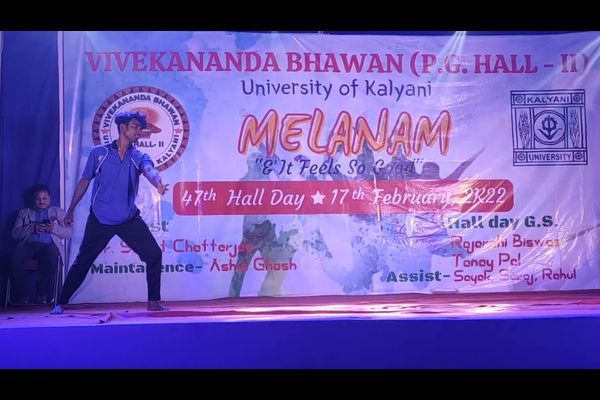 VIVEKANANDA BHAWAN (P.G. HALL - II)
University of Kalyani
VIVEKANANDA BHAWAN
HALL-II
KALYANI
MELANAM
"& It Feels So Good"
KALYANI
UNIVERSITY
47th Hall Day ★ 17th February, 2K22
Hall day G.S.
Chatterjee
Rajarshi Biswas
Maintainence- Ashis Ghosh
Tanay Pal
Assist- Sayak, Saroj, Rahul